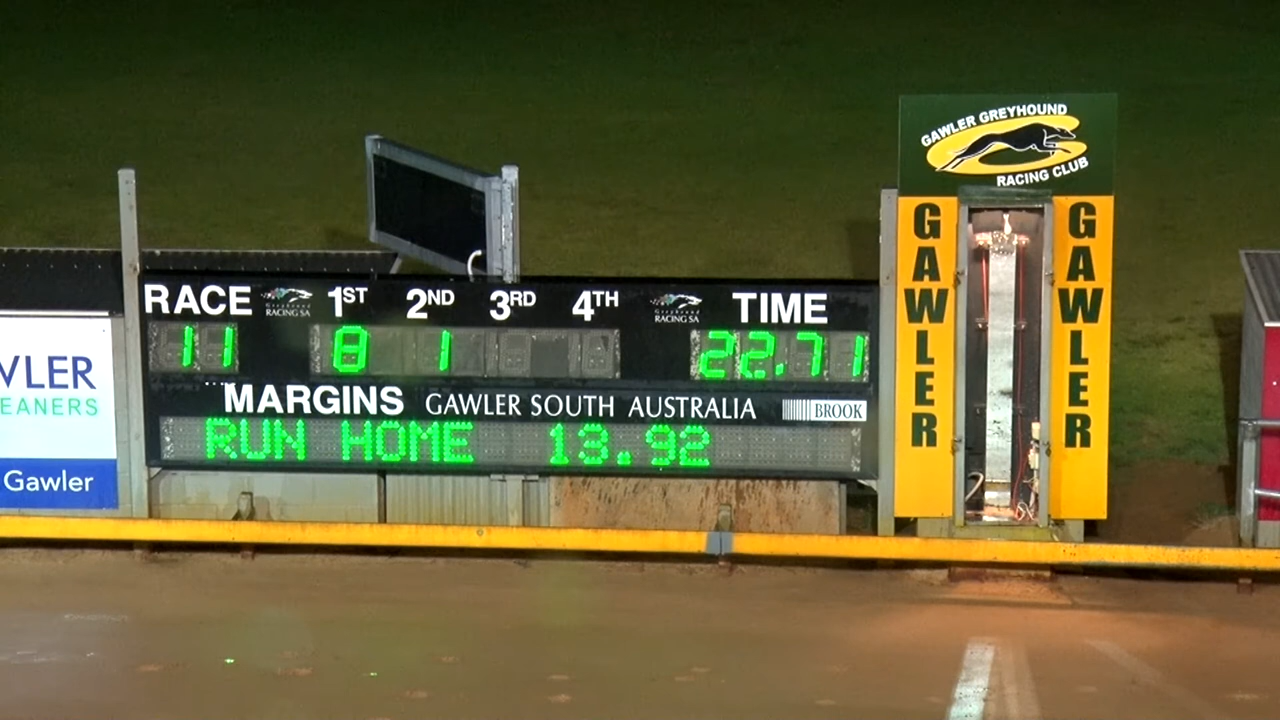 GAWLER GREYHOUND
RACING CLUB
GAWLER
GAWLER
RACE
Greyhound
RACING SA
1ST
2ND
3RD
4TH
Greyhound
RACING SA
TIME
11
8
1
22.71
MARGINS
GAWLER SOUTH AUSTRALIA
BROOK
RUN HOME 13.92
WLER
EANERS
Gawler